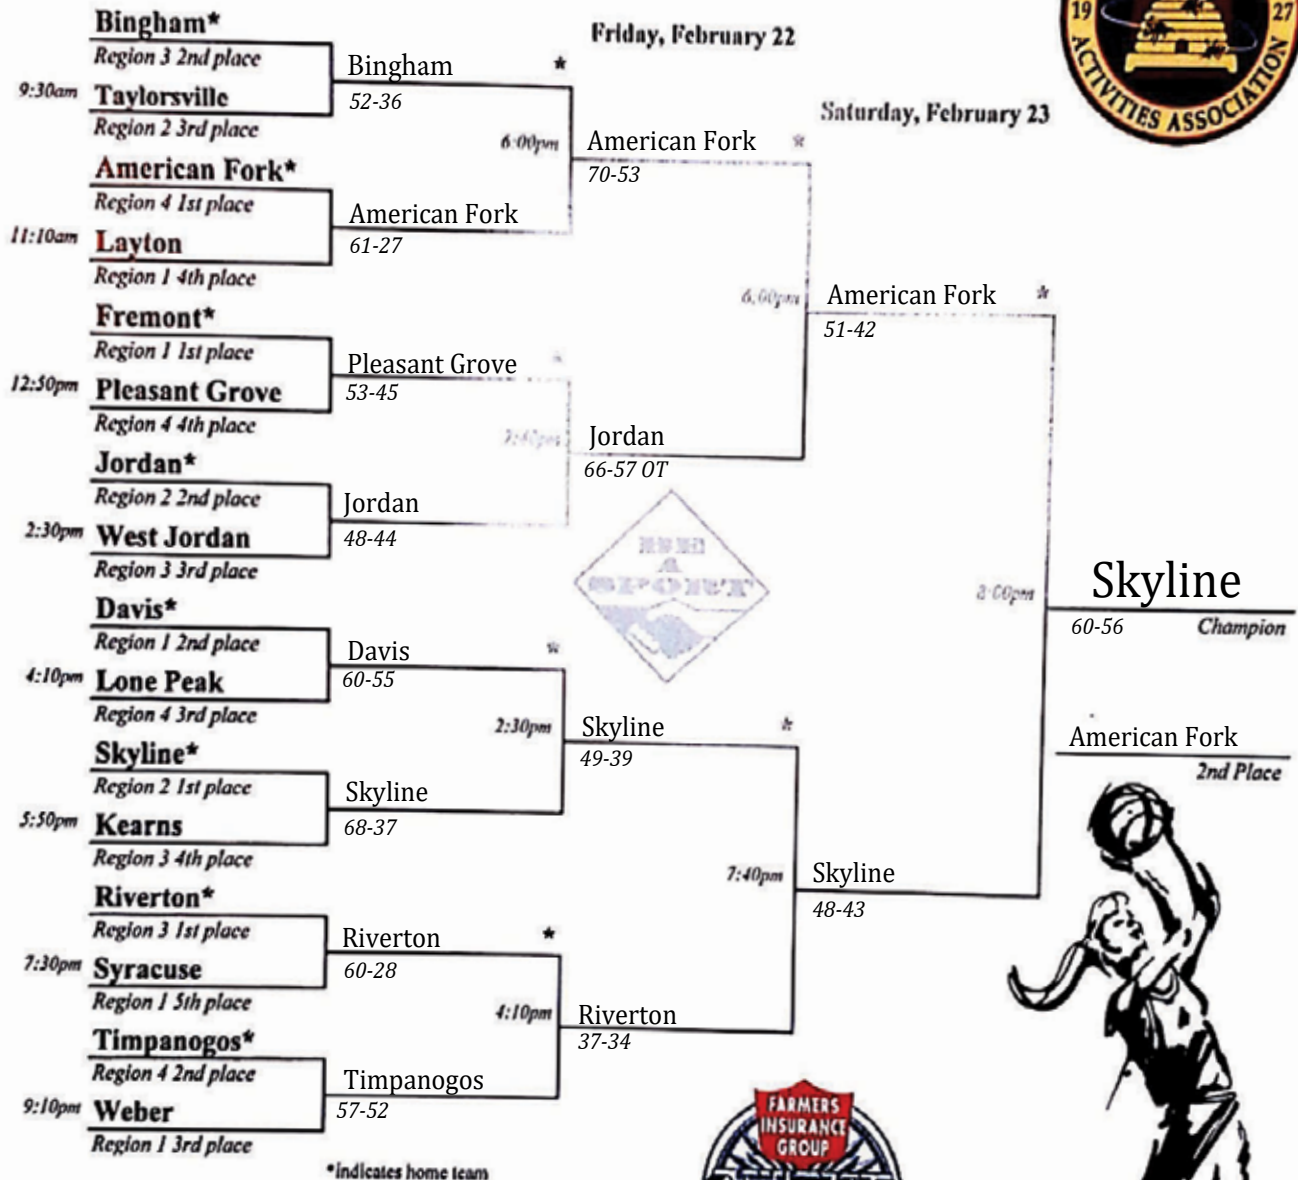 Bingham*
Region 3 2nd place
9:30am
Taylorsville
Region 2 3rd place
American Fork*
Region 4 1st place
11:10am
Layton
Region 1 4th place
Fremont*
Region 1 1st place
12:50pm
Pleasant Grove
Region 4 4th place
Jordan*
Region 2 2nd place
2:30pm
West Jordan
Region 3 3rd place
Davis*
Region 1 2nd place
4:10pm
Lone Peak
Region 4 3rd place
Skyline*
Region 2 1st place
5:50pm
Kearns
Region 3 4th place
Riverton*
Region 3 1st place
7:30pm
Syracuse
Region 1 5th place
Timpanogos*
Region 4 2nd place
9:10pm
Weber
Region 1 3rd place
*indicates home team
Bingham
52-36
American Fork
61-27
Pleasant Grove
53-45
Jordan
48-44
Davis
60-55
Skyline
68-37
Riverton
60-28
Timpanogos
57-52
Friday, February 22
*
6:00pm
American Fork
70-53
*
7:40pm
Jordan
66-57 OT
BE
A
SPORT
*
2:30pm
Skyline
49-39
*
4:10pm
Riverton
37-34
Saturday, February 23
*
6:00pm
American Fork
51-42
*
7:40pm
Skyline
48-43
*
8:00pm
Skyline
60-56
Champion
American Fork
2nd Place
19 27
ACTIVITIES ASSOCIATION
FARMERS
INSURANCE
GROUP